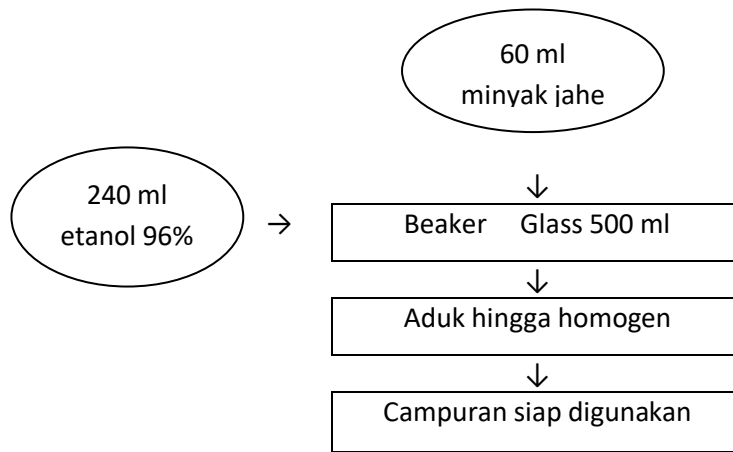 60 ml
minyak jahe
240 ml
etanol 96%
Beaker Glass 500 ml
Aduk hingga homogen
Campuran siap digunakan